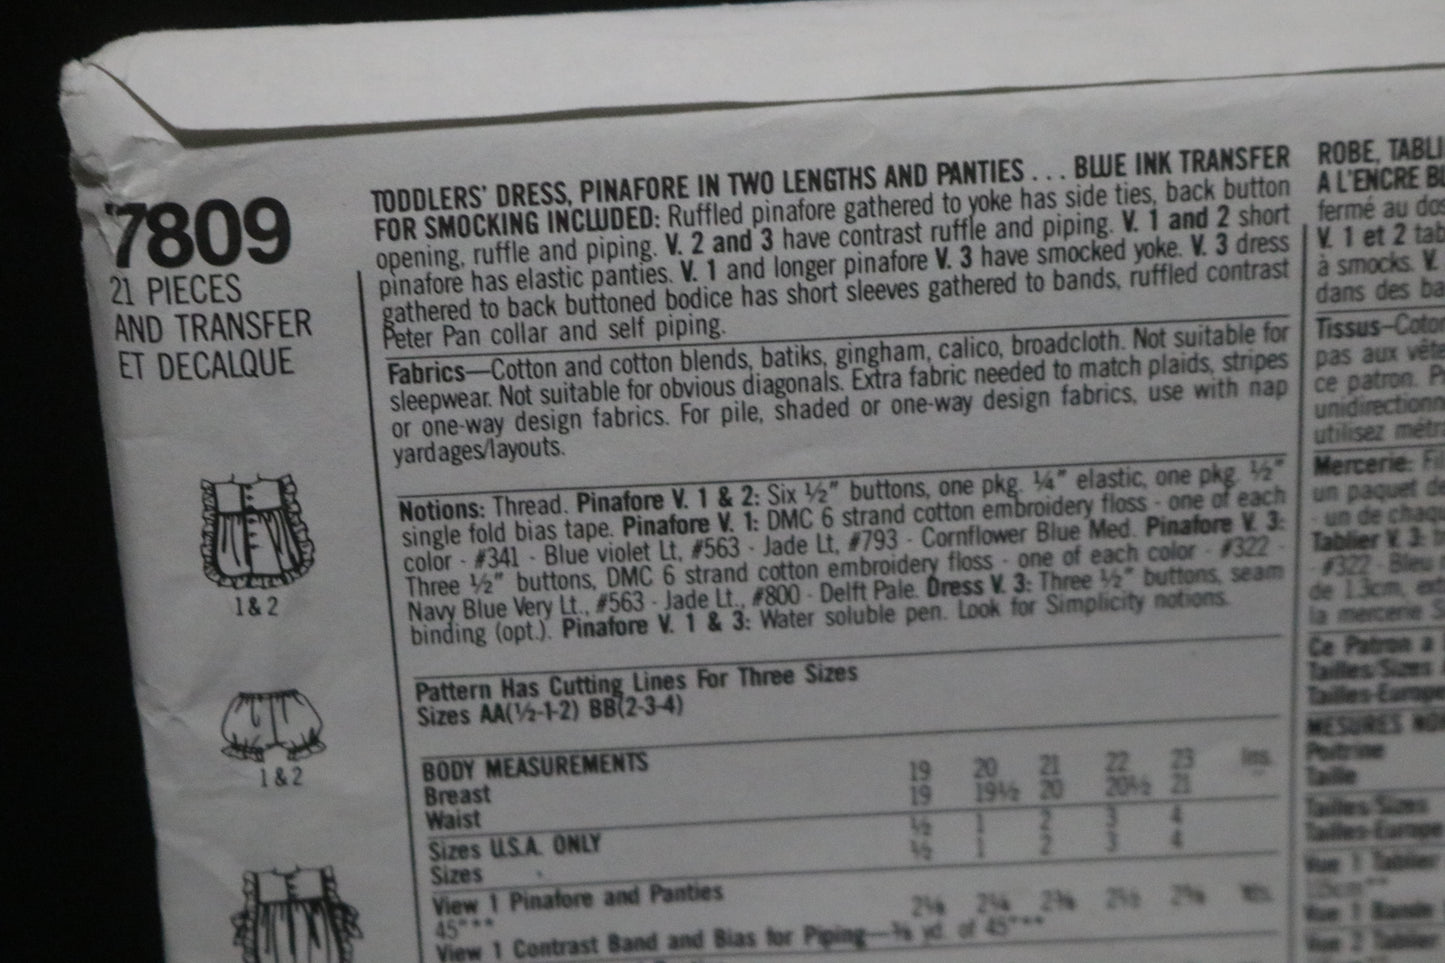 7809
21 PIECES
AND TRANSFER
ET DECALQUE
1 & 2
1 & 2
TODDLERS' DRESS, PINAFORE IN TWO LENGTHS AND PANTIES . . . BLUE INK TRANSFER
FOR SMOCKING INCLUDED: Ruffled pinafore gathered to yoke has side ties, back button
opening, ruffle and piping. V. 2 and 3 have contrast ruffle and piping. V. 1 and 2 short
pinafore has elastic panties. V. 1 and longer pinafore V. 3 have smocked yoke. V. 3 dress
gathered to back buttoned bodice has short sleeves gathered to bands, ruffled contrast
Peter Pan collar and self piping.
Fabrics—Cotton and cotton blends, batiks, gingham, calico, broadcloth. Not suitable for
sleepwear. Not suitable for obvious diagonals. Extra fabric needed to match plaids, stripes
or one-way design fabrics. For pile, shaded or one-way design fabrics, use with nap
yardages/layouts.
Notions: Thread. Pinafore V. 1 & 2: Six ½" buttons, one pkg. ¼" elastic, one pkg. ½"
single fold bias tape. Pinafore V. 1: DMC 6 strand cotton embroidery floss - one of each
color - #341 - Blue violet Lt, #563 - Jade Lt, #793 - Cornflower Blue Med. Pinafore V. 3:
Three ½" buttons, DMC 6 strand cotton embroidery floss - one of each color - #322 -
Navy Blue Very Lt., #563 - Jade Lt., #800 - Delft Pale. Dress V. 3: Three ½" buttons, seam
binding (opt.). Pinafore V. 1 & 3: Water soluble pen. Look for Simplicity notions.
Pattern Has Cutting Lines For Three Sizes
Sizes AA(½-1-2) BB(2-3-4)
BODY MEASUREMENTS
Breast 19 20 21 22 23 Ins.
Waist 19 19½ 20 20½ 21
Sizes U.S.A. ONLY ½ 1 2 3 4
Sizes ½ 1 2 3 4
View 1 Pinafore and Panties
45"*** 2¼ 2½ Yds.
View 1 Contrast Band and Bias for Piping— yd. of 45"***
ROBE, TABLI
A L'ENCRE BL
fermé au dos
V. 1 et 2 tab
à smocks. V.
dans des ba
Tissus—Coton
pas aux vête
ce patron. P
unidirectionn
utilisez métra
Mercerie: Fil
un paquet de
- un de chaqu
Tablier V. 3:
- #322 - Bleu
de 1.3cm, ext
la mercerie S
Ce Patron a
Tailles/Sizes
Tailles-Europe
MESURES NOR
Poitrine
Taille
Tailles/Sizes
Tailles-Europe
Vue 1 Tablier
Vue 1 Bande
Vue 2 Tablier